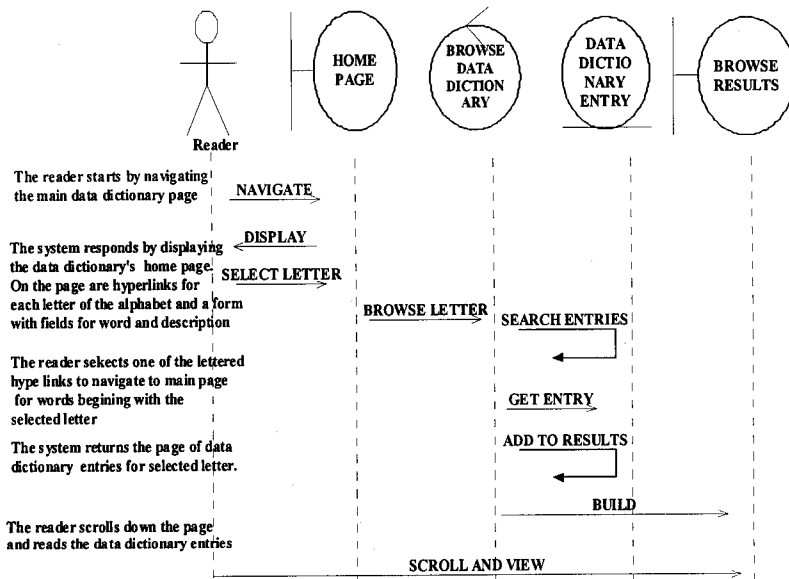 HOME
PAGE
BROWSE
DATA
DICTION
ARY
DATA
DICTIO
NARY
ENTRY
BROWSE
RESULTS
Reader
The reader starts by navigating
the main data dictionary page
NAVIGATE
DISPLAY
The system responds by displaying
the data dictionary's home page.
On the page are hyperlinks for
each letter of the alphabet and a form
with fields for word and description
SELECT LETTER
BROWSE LETTER
SEARCH ENTRIES
The reader selkects one of the lettered
hype links to navigate to main page
for words begining with the
selected letter
GET ENTRY
The system returns the page of data
dictionary entries for selected letter.
ADD TO RESULTS
BUILD
The reader scrolls down the page
and reads the data dictionary entries
SCROLL AND VIEW